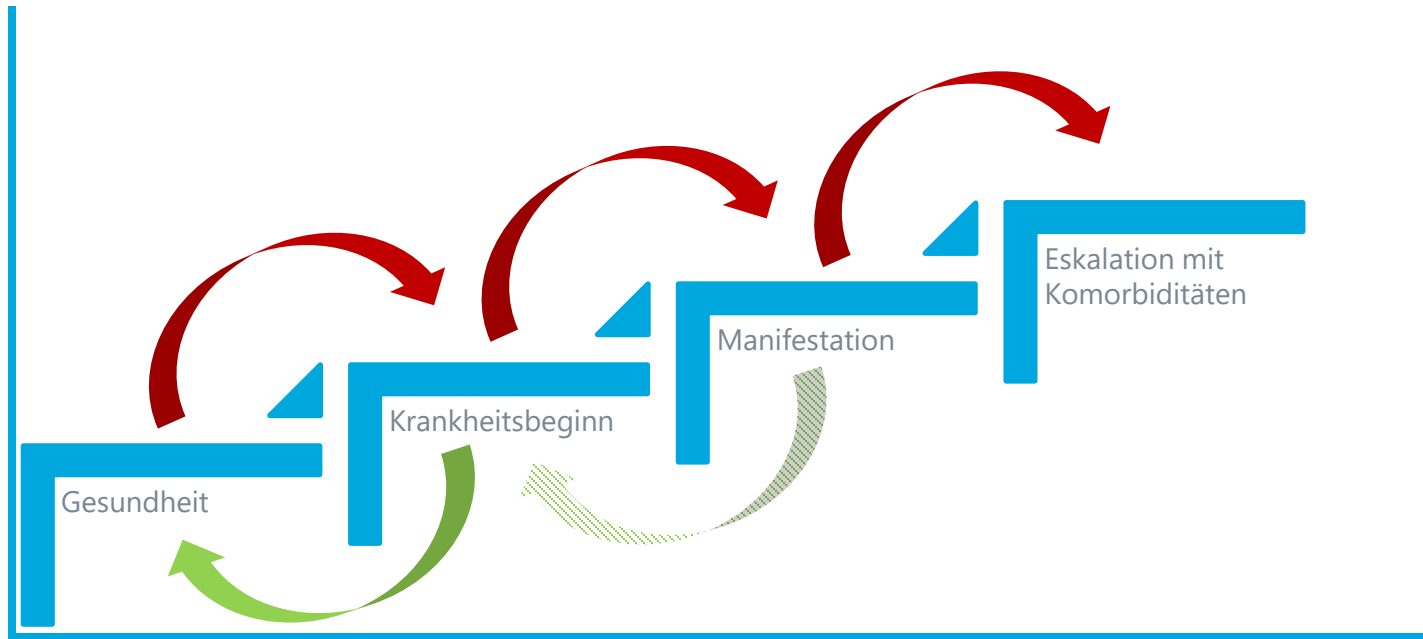 Gesundheit
Krankheitsbeginn
Manifestation
Eskalation mit
Komorbiditäten